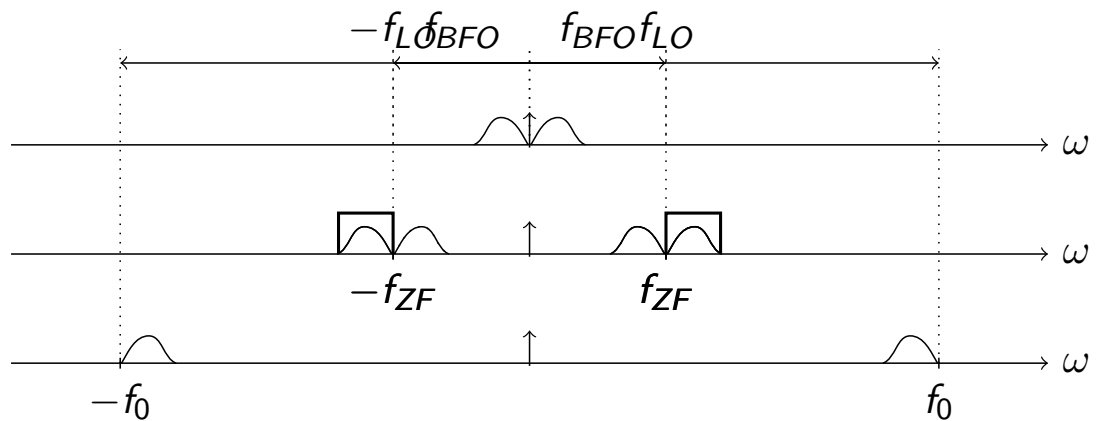 −f_LO f_BFO f_BFO f_LO
ω
ω
−f_ZF f_ZF
ω
−f_0 f_0